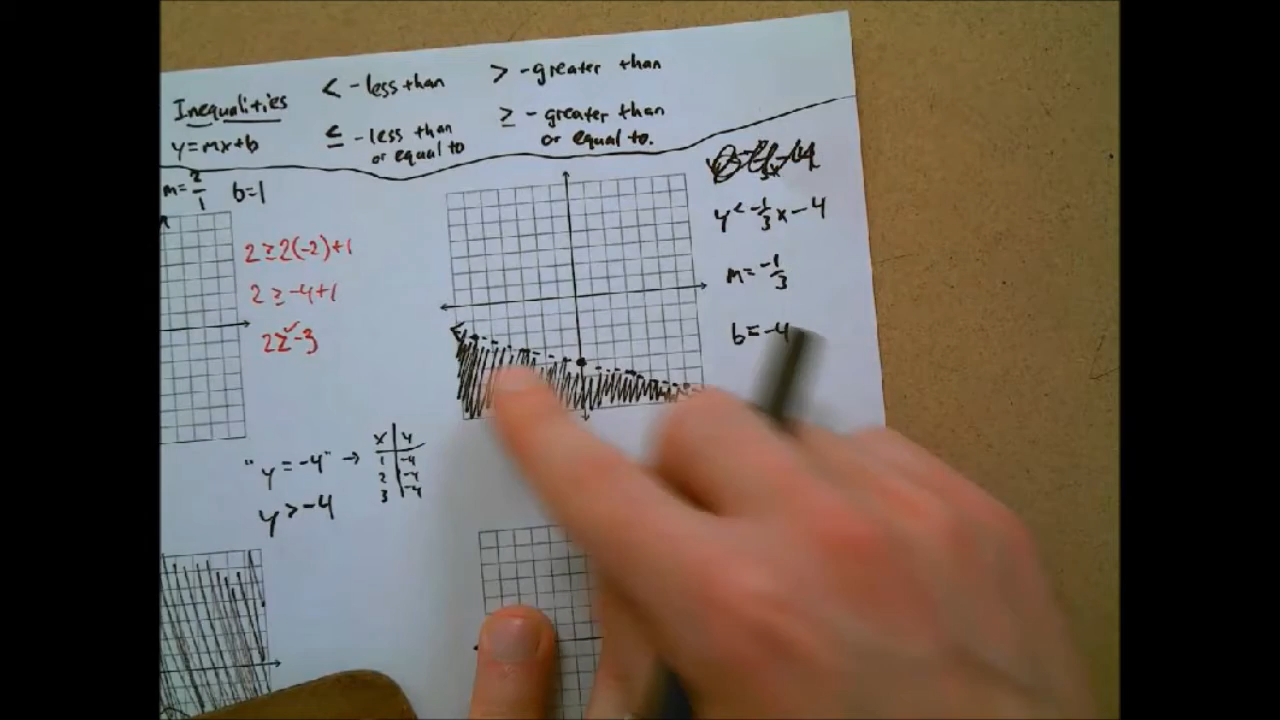 Inequalities
y=mx+b
< - less than
≤ - less than
or equal to
> - greater than
≥ - greater than
or equal to.
m=2/1 b=1
2≥2(-2)+1
2≥-4+1
2≥-3
y<-1/3x-4
m=-1/3
b=-4
"y=-4" → x y
1 -4
2 -4
3 -4
y>-4